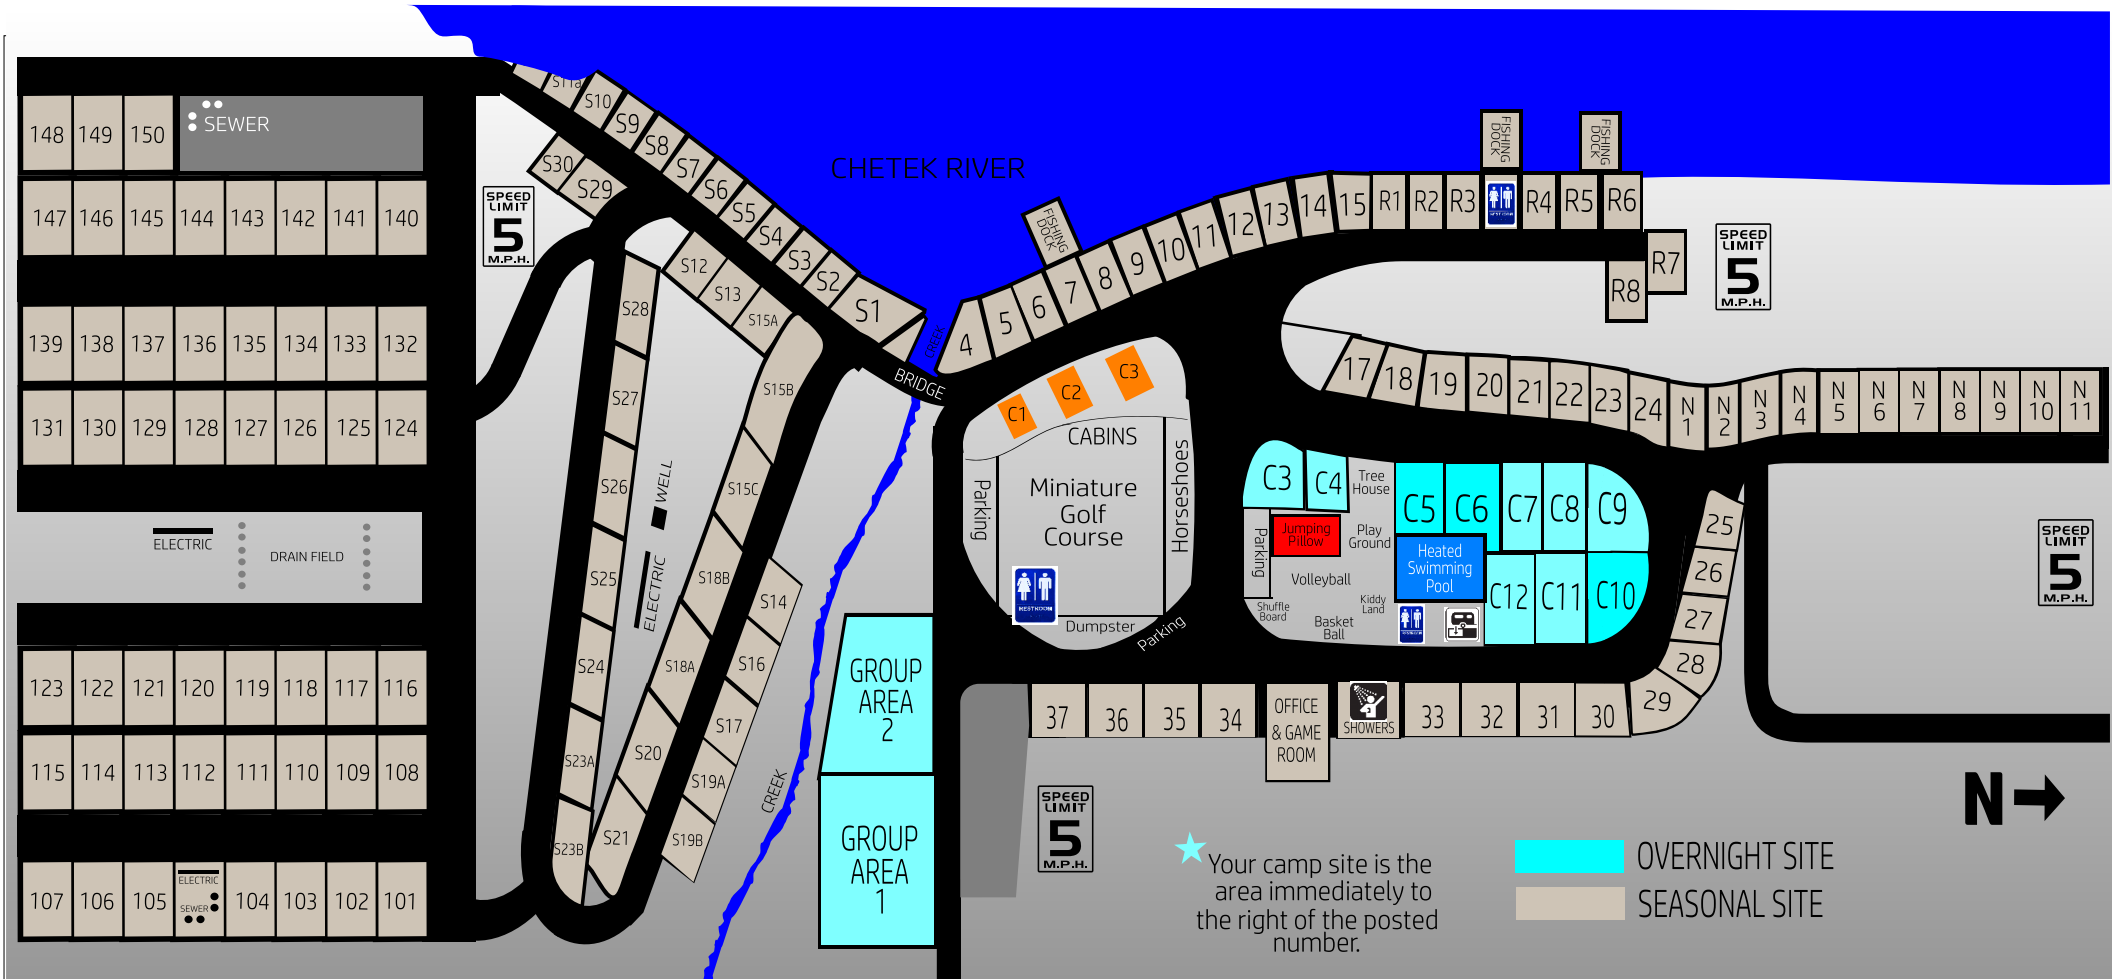 148 149 150
SEWER
147 146 145 144 143 142 141 140
139 138 137 136 135 134 133 132
131 130 129 128 127 126 125 124
ELECTRIC
DRAIN FIELD
123 122 121 120 119 118 117 116
115 114 113 112 111 110 109 108
107 106 105
ELECTRIC
SEWER
104 103 102 101
SPEED
LIMIT
5
M.P.H.
S11a
S10
S9
S8
S7
S6
S5
S4
S3
S2
S1
S30
S29
S12
S13
S15A
S15B
S15C
S18B
S18A
S20
S21
S28
S27
S26
S25
S24
S23A
S23B
WELL
ELECTRIC
S14
S16
S17
S19A
S19B
CREEK
CREEK
BRIDGE
CHETEK RIVER
FISHING
DOCK
4 5 6 7 8 9 10 11 12 13 14 15 R1 R2 R3
FISHING
DOCK
RESTROOM
R4 R5 R6
FISHING
DOCK
R7
R8
SPEED
LIMIT
5
M.P.H.
C1
C2
C3
CABINS
Parking
Miniature
Golf
Course
Horseshoes
RESTROOM
Dumpster
Parking
17 18 19 20 21 22 23 24
N
1
N
2
N
3
N
4
N
5
N
6
N
7
N
8
N
9
N
10
N
11
C3
C4
Tree
House
C5 C6 C7 C8 C9
Parking
Jumping
Pillow
Play
Ground
Heated
Swimming
Pool
Volleyball
Shuffle
Board
Kiddy
Land
Basket
Ball
RESTROOM
C12 C11 C10
25
26
27
28
29
SPEED
LIMIT
5
M.P.H.
GROUP
AREA
2
GROUP
AREA
1
37 36 35 34
OFFICE
& GAME
ROOM
SHOWERS
33 32 31 30
SPEED
LIMIT
5
M.P.H.
Your camp site is the
area immediately to
the right of the posted
number.
OVERNIGHT SITE
SEASONAL SITE
N